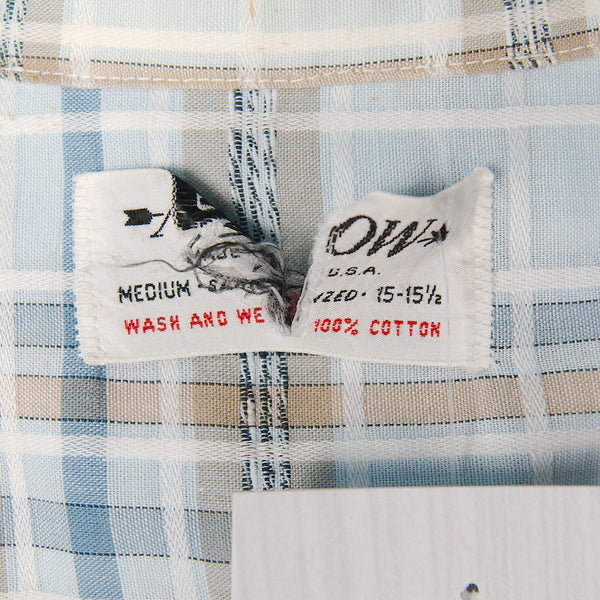 OW
U.S.A.
MEDIUM - S ZED · 15-15½
WASH AND WE 100% COTTON